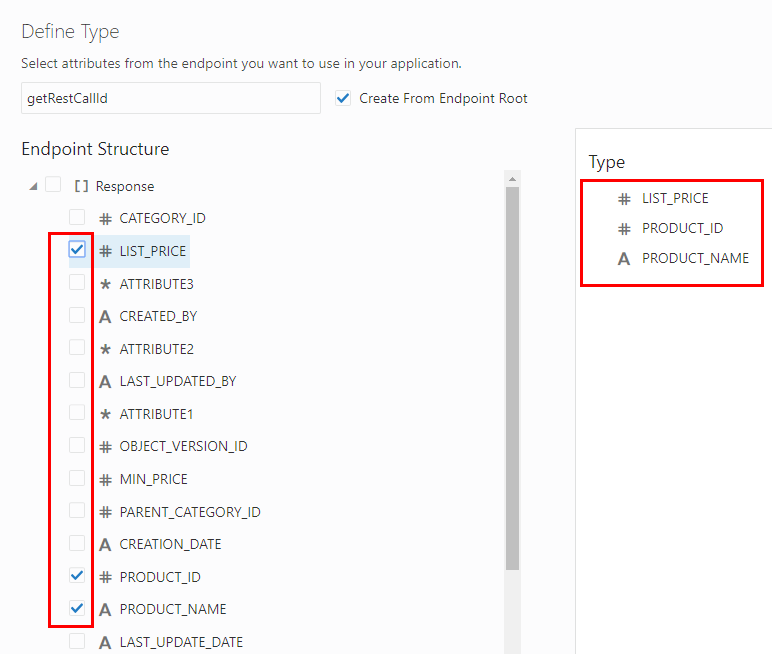 Define Type
Select attributes from the endpoint you want to use in your application.
getRestCallId
Create From Endpoint Root
Endpoint Structure
[ ] Response
# CATEGORY_ID
# LIST_PRICE
* ATTRIBUTE3
A CREATED_BY
* ATTRIBUTE2
A LAST_UPDATED_BY
* ATTRIBUTE1
# OBJECT_VERSION_ID
# MIN_PRICE
# PARENT_CATEGORY_ID
A CREATION_DATE
# PRODUCT_ID
A PRODUCT_NAME
A LAST_UPDATE_DATE
Type
# LIST_PRICE
# PRODUCT_ID
A PRODUCT_NAME